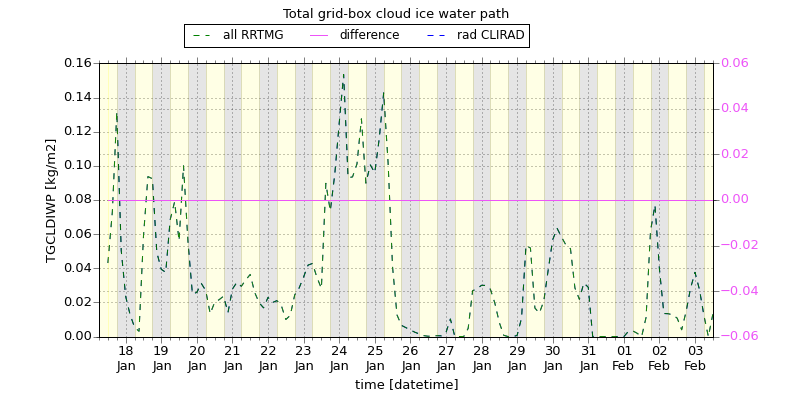 Total grid-box cloud ice water path
all RRTMG difference rad CLIRAD
0.16 0.06
0.14 0.04
0.12
0.10 0.02
0.08 0.00
0.06 −0.02
0.04 −0.04
0.02
0.00 −0.06
TGCLDIWP [kg/m2]
18 19 20 21 22 23 24 25 26 27 28 29 30 31 01 02 03
Jan Jan Jan Jan Jan Jan Jan Jan Jan Jan Jan Jan Jan Jan Feb Feb Feb
time [datetime]